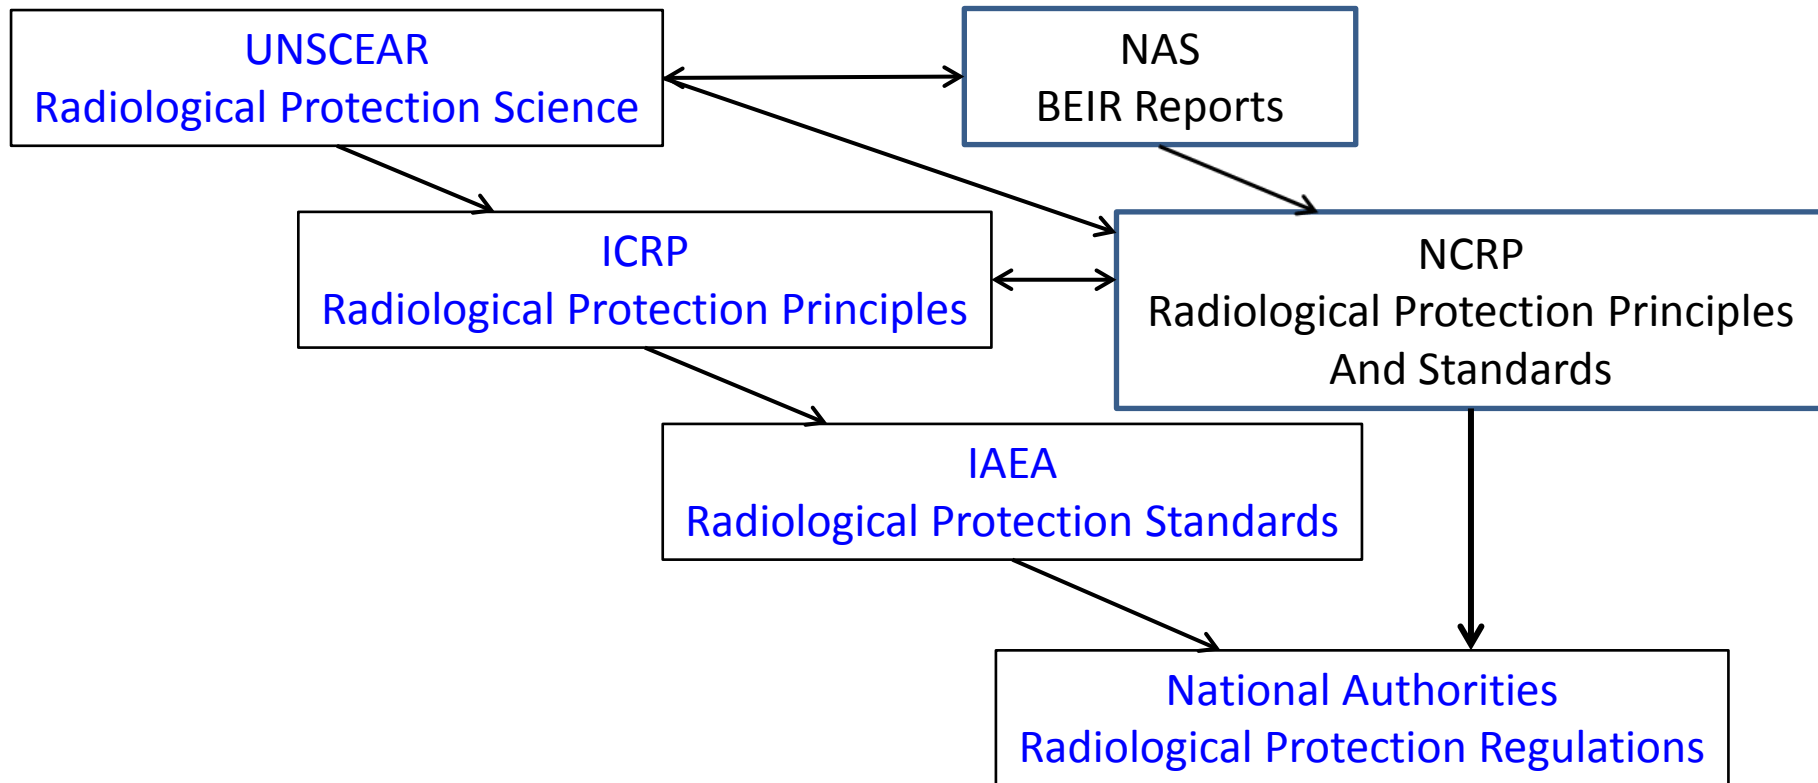 UNSCEAR
Radiological Protection Science
NAS
BEIR Reports
ICRP
Radiological Protection Principles
NCRP
Radiological Protection Principles
And Standards
IAEA
Radiological Protection Standards
National Authorities
Radiological Protection Regulations